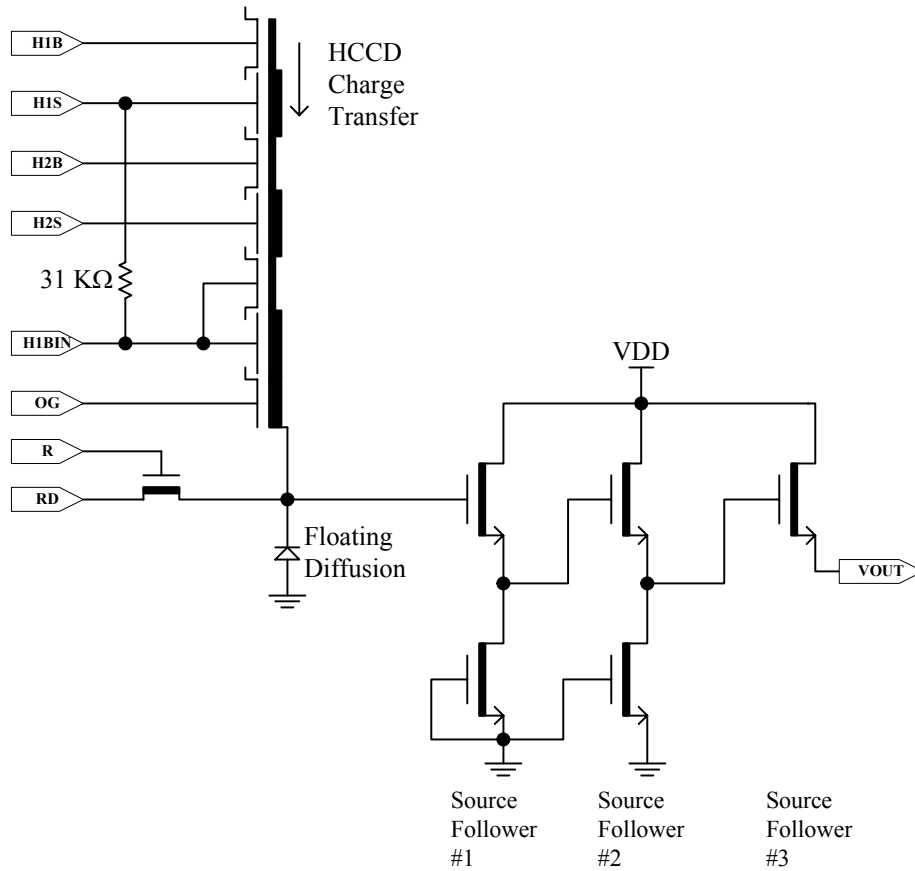 H1B
HCCD
Charge
Transfer
H1S
H2B
H2S
31 KΩ
H1BIN
VDD
OG
R
RD
Floating
Diffusion
VOUT
Source
Follower
#1
Source
Follower
#2
Source
Follower
#3